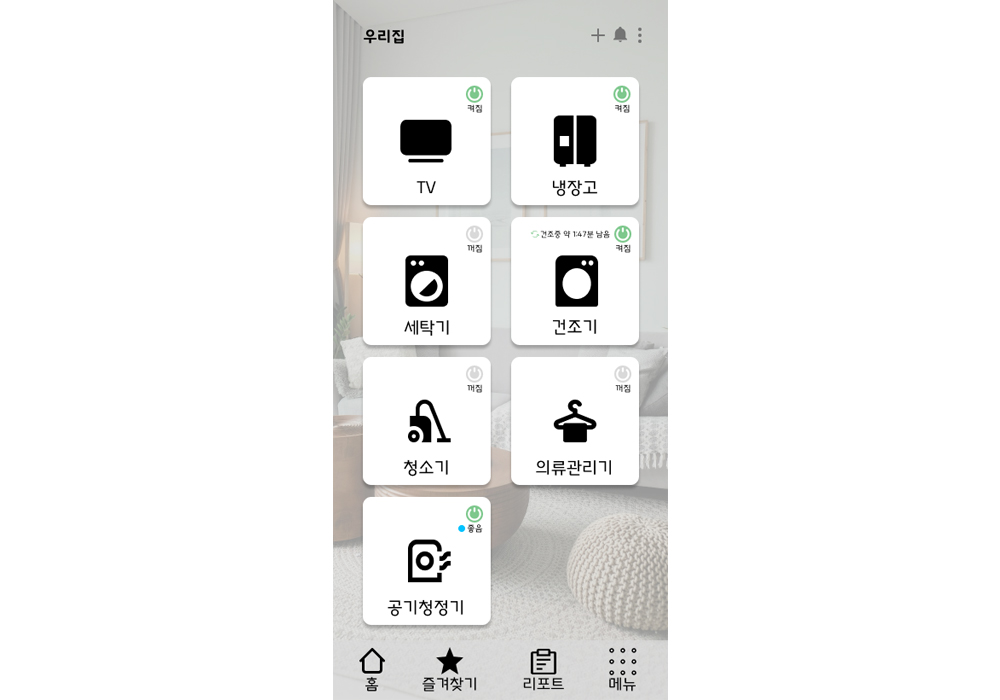 우리집
켜짐
TV
켜짐
냉장고
꺼짐
세탁기
건조중 약 1:47분 남음
켜짐
건조기
꺼짐
청소기
꺼짐
의류관리기
좋음
공기청정기
홈
즐겨찾기
리포트
메뉴